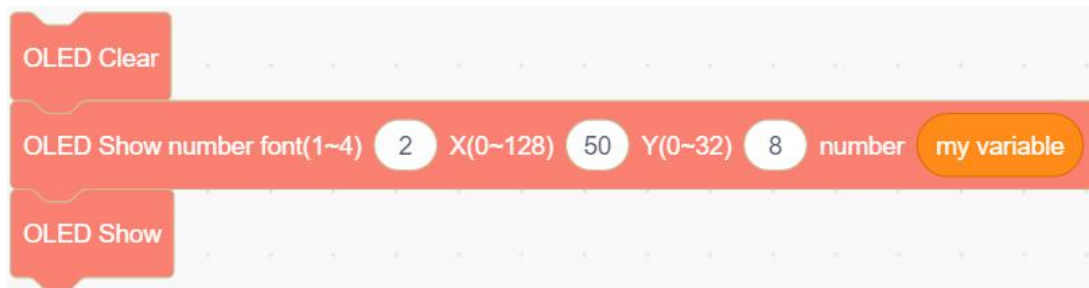 OLED Clear
OLED Show number font(1~4) 2 X(0~128) 50 Y(0~32) 8 number my variable
OLED Show